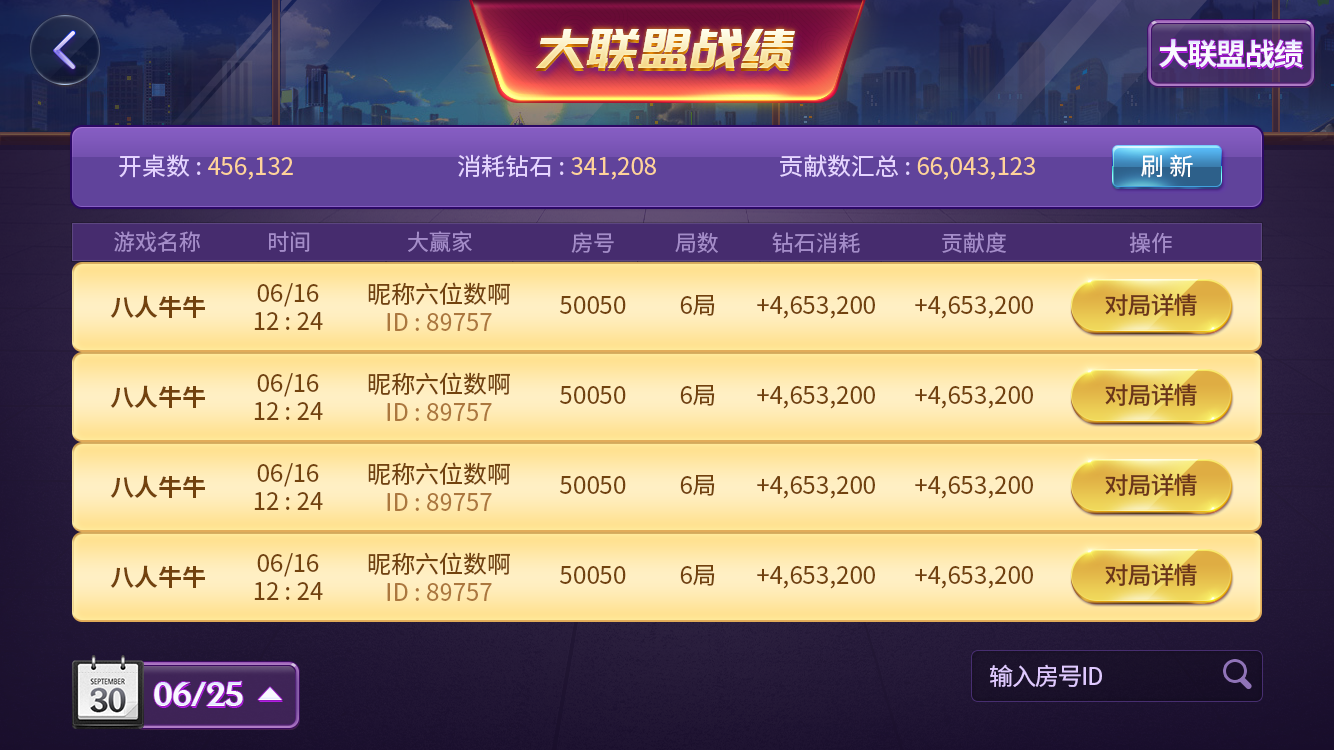 大联盟战绩
大联盟战绩
开桌数 : 456,132 消耗钻石 : 341,208 贡献数汇总 : 66,043,123 刷 新
游戏名称 时间 大赢家 房号 局数 钻石消耗 贡献度 操作
八人牛牛 06/16 12 : 24 昵称六位数啊 ID : 89757 50050 6局 +4,653,200 +4,653,200 对局详情
八人牛牛 06/16 12 : 24 昵称六位数啊 ID : 89757 50050 6局 +4,653,200 +4,653,200 对局详情
八人牛牛 06/16 12 : 24 昵称六位数啊 ID : 89757 50050 6局 +4,653,200 +4,653,200 对局详情
八人牛牛 06/16 12 : 24 昵称六位数啊 ID : 89757 50050 6局 +4,653,200 +4,653,200 对局详情
SEPTEMBER
30
06/25
输入房号ID